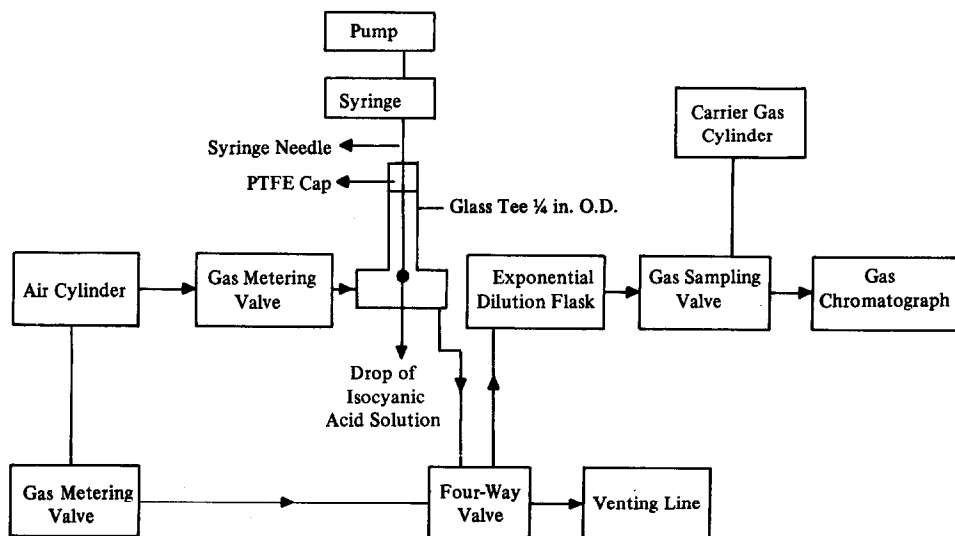 Pump
Syringe
Syringe Needle
PTFE Cap
Glass Tee ¼ in. O.D.
Carrier Gas
Cylinder
Air Cylinder
Gas Metering
Valve
Exponential
Dilution Flask
Gas Sampling
Valve
Gas
Chromatograph
Drop of
Isocyanic
Acid Solution
Gas Metering
Valve
Four-Way
Valve
Venting Line